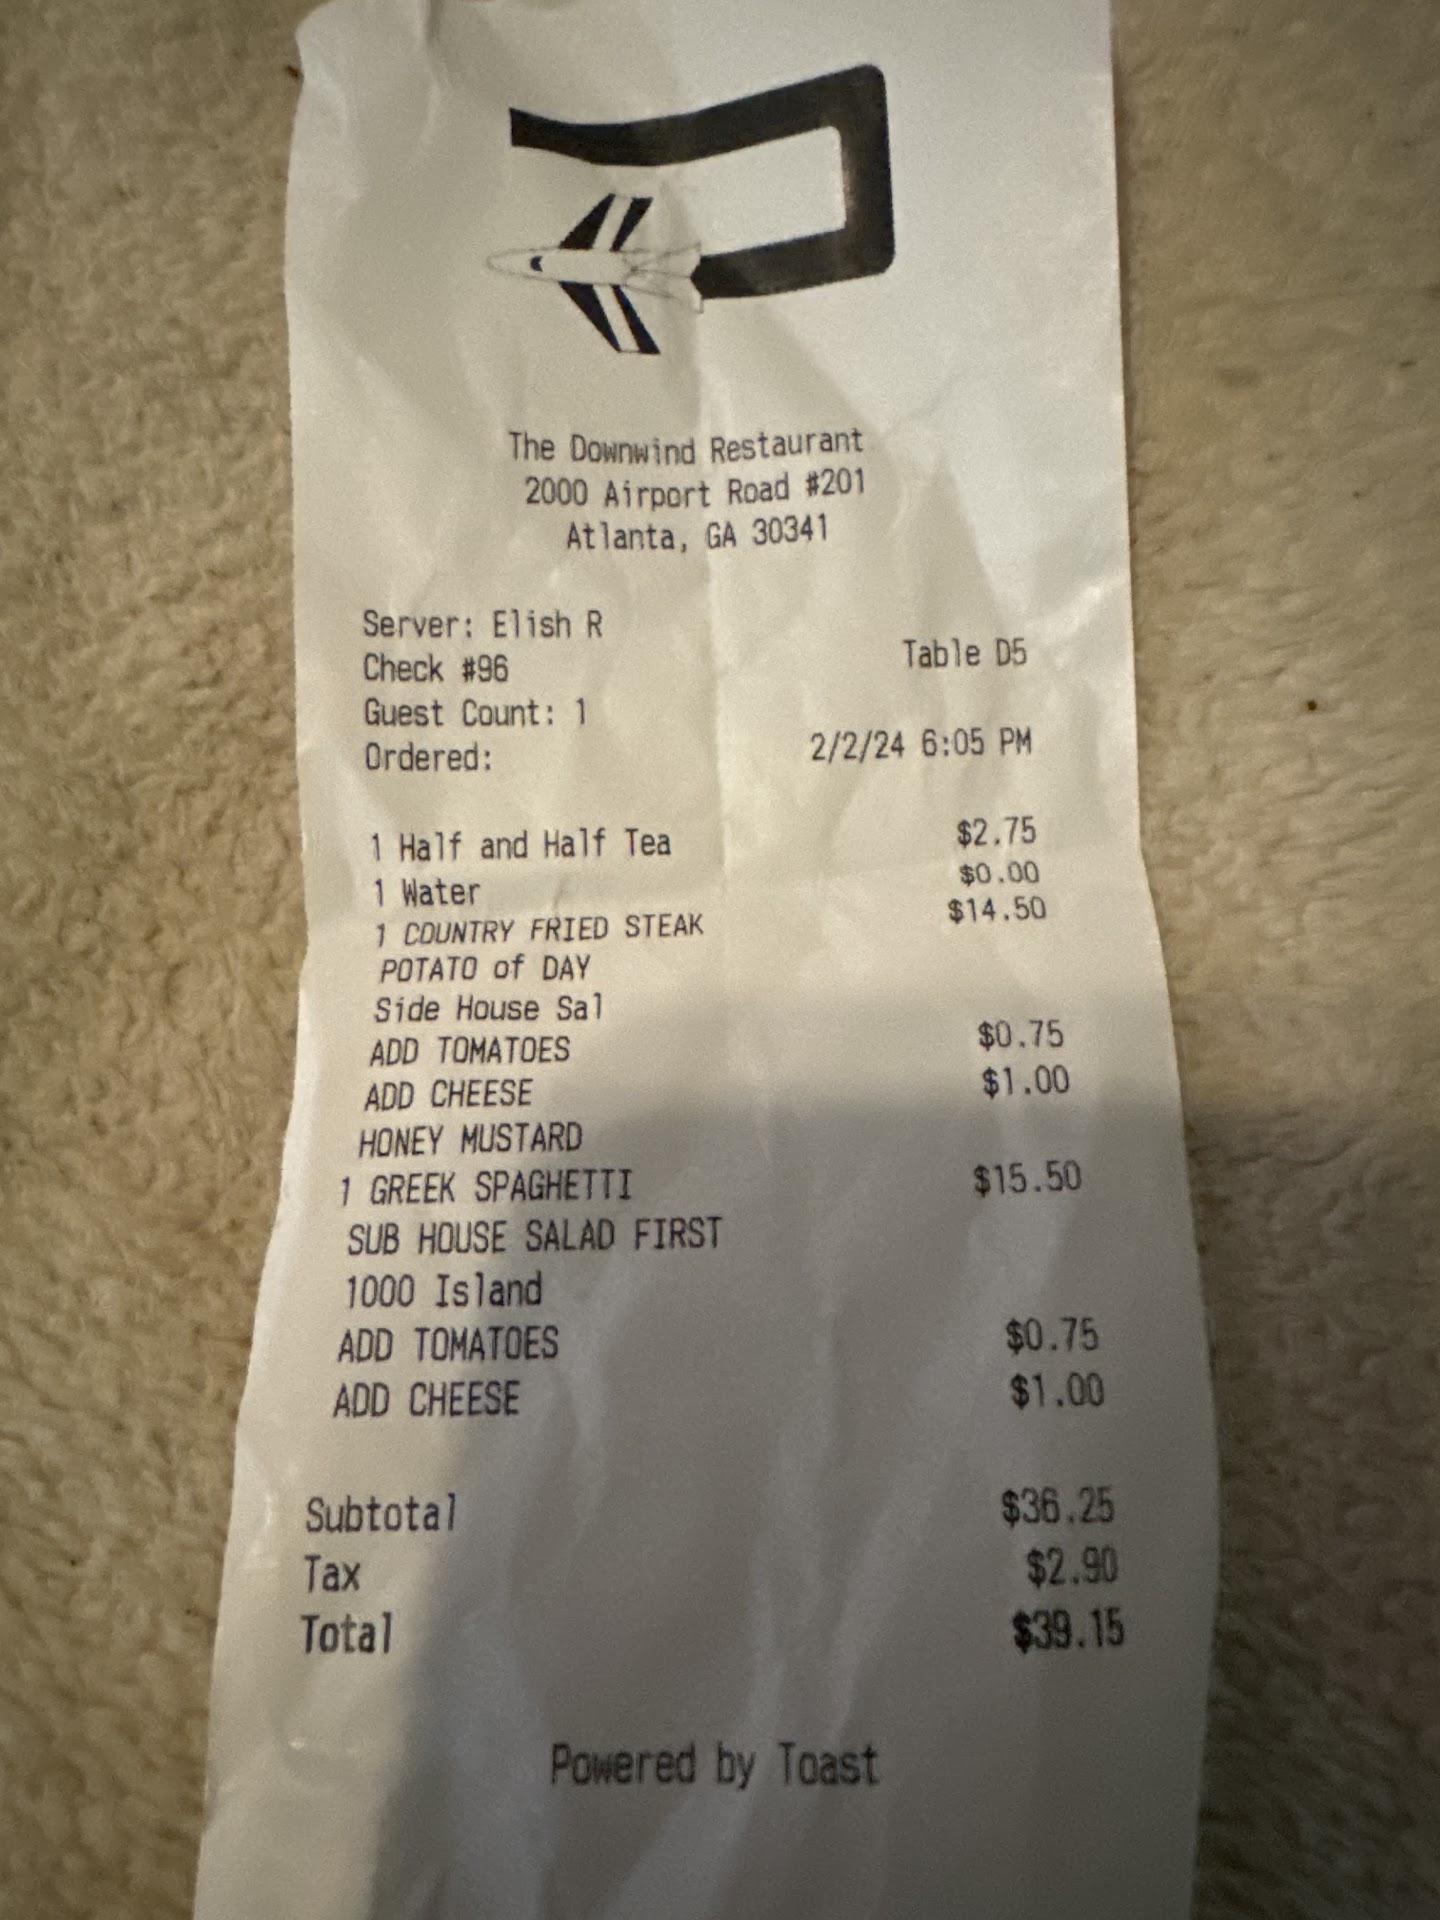 The Downwind Restaurant
2000 Airport Road #201
Atlanta, GA 30341
Server: Elish R
Check #96 Table D5
Guest Count: 1
Ordered: 2/2/24 6:05 PM
1 Half and Half Tea $2.75
1 Water $0.00
1 COUNTRY FRIED STEAK $14.50
POTATO of DAY
Side House Sal
ADD TOMATOES $0.75
ADD CHEESE $1.00
HONEY MUSTARD
1 GREEK SPAGHETTI $15.50
SUB HOUSE SALAD FIRST
1000 Island
ADD TOMATOES $0.75
ADD CHEESE $1.00
Subtotal $36.25
Tax $2.90
Total $39.15
Powered by Toast